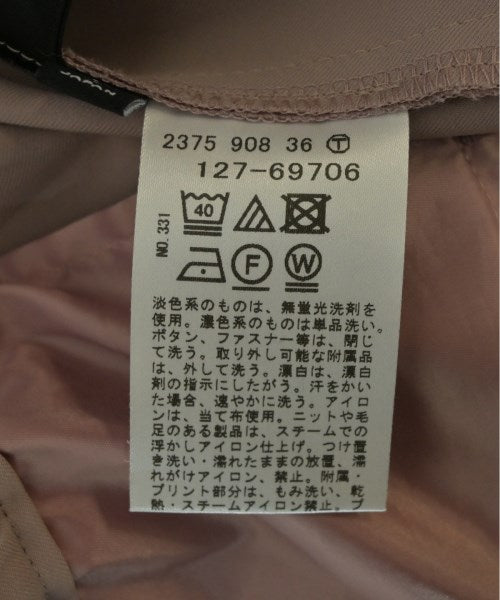 JAPAN
2375 908 36 Ⓣ
127-69706
NO.331
40
F
W
淡色系のものは、無蛍光洗剤を
使用。濃色系のものは単品洗い。
ボタン、ファスナー等は、閉じ
て洗う。取り外し可能な附属品
は、外して洗う。漂白は、漂白
剤の指示にしたがう。汗をかい
た場合、速やかに洗う。アイロ
ンは、当て布使用。ニットや毛
足のある製品は、スチームでの
浮かしアイロン仕上げ。つけ置
き洗い・濡れたままの放置、濡
れがけアイロン、禁止。附属・
プリント部分は、もみ洗い、乾
熱・スチームアイロン禁止。プ